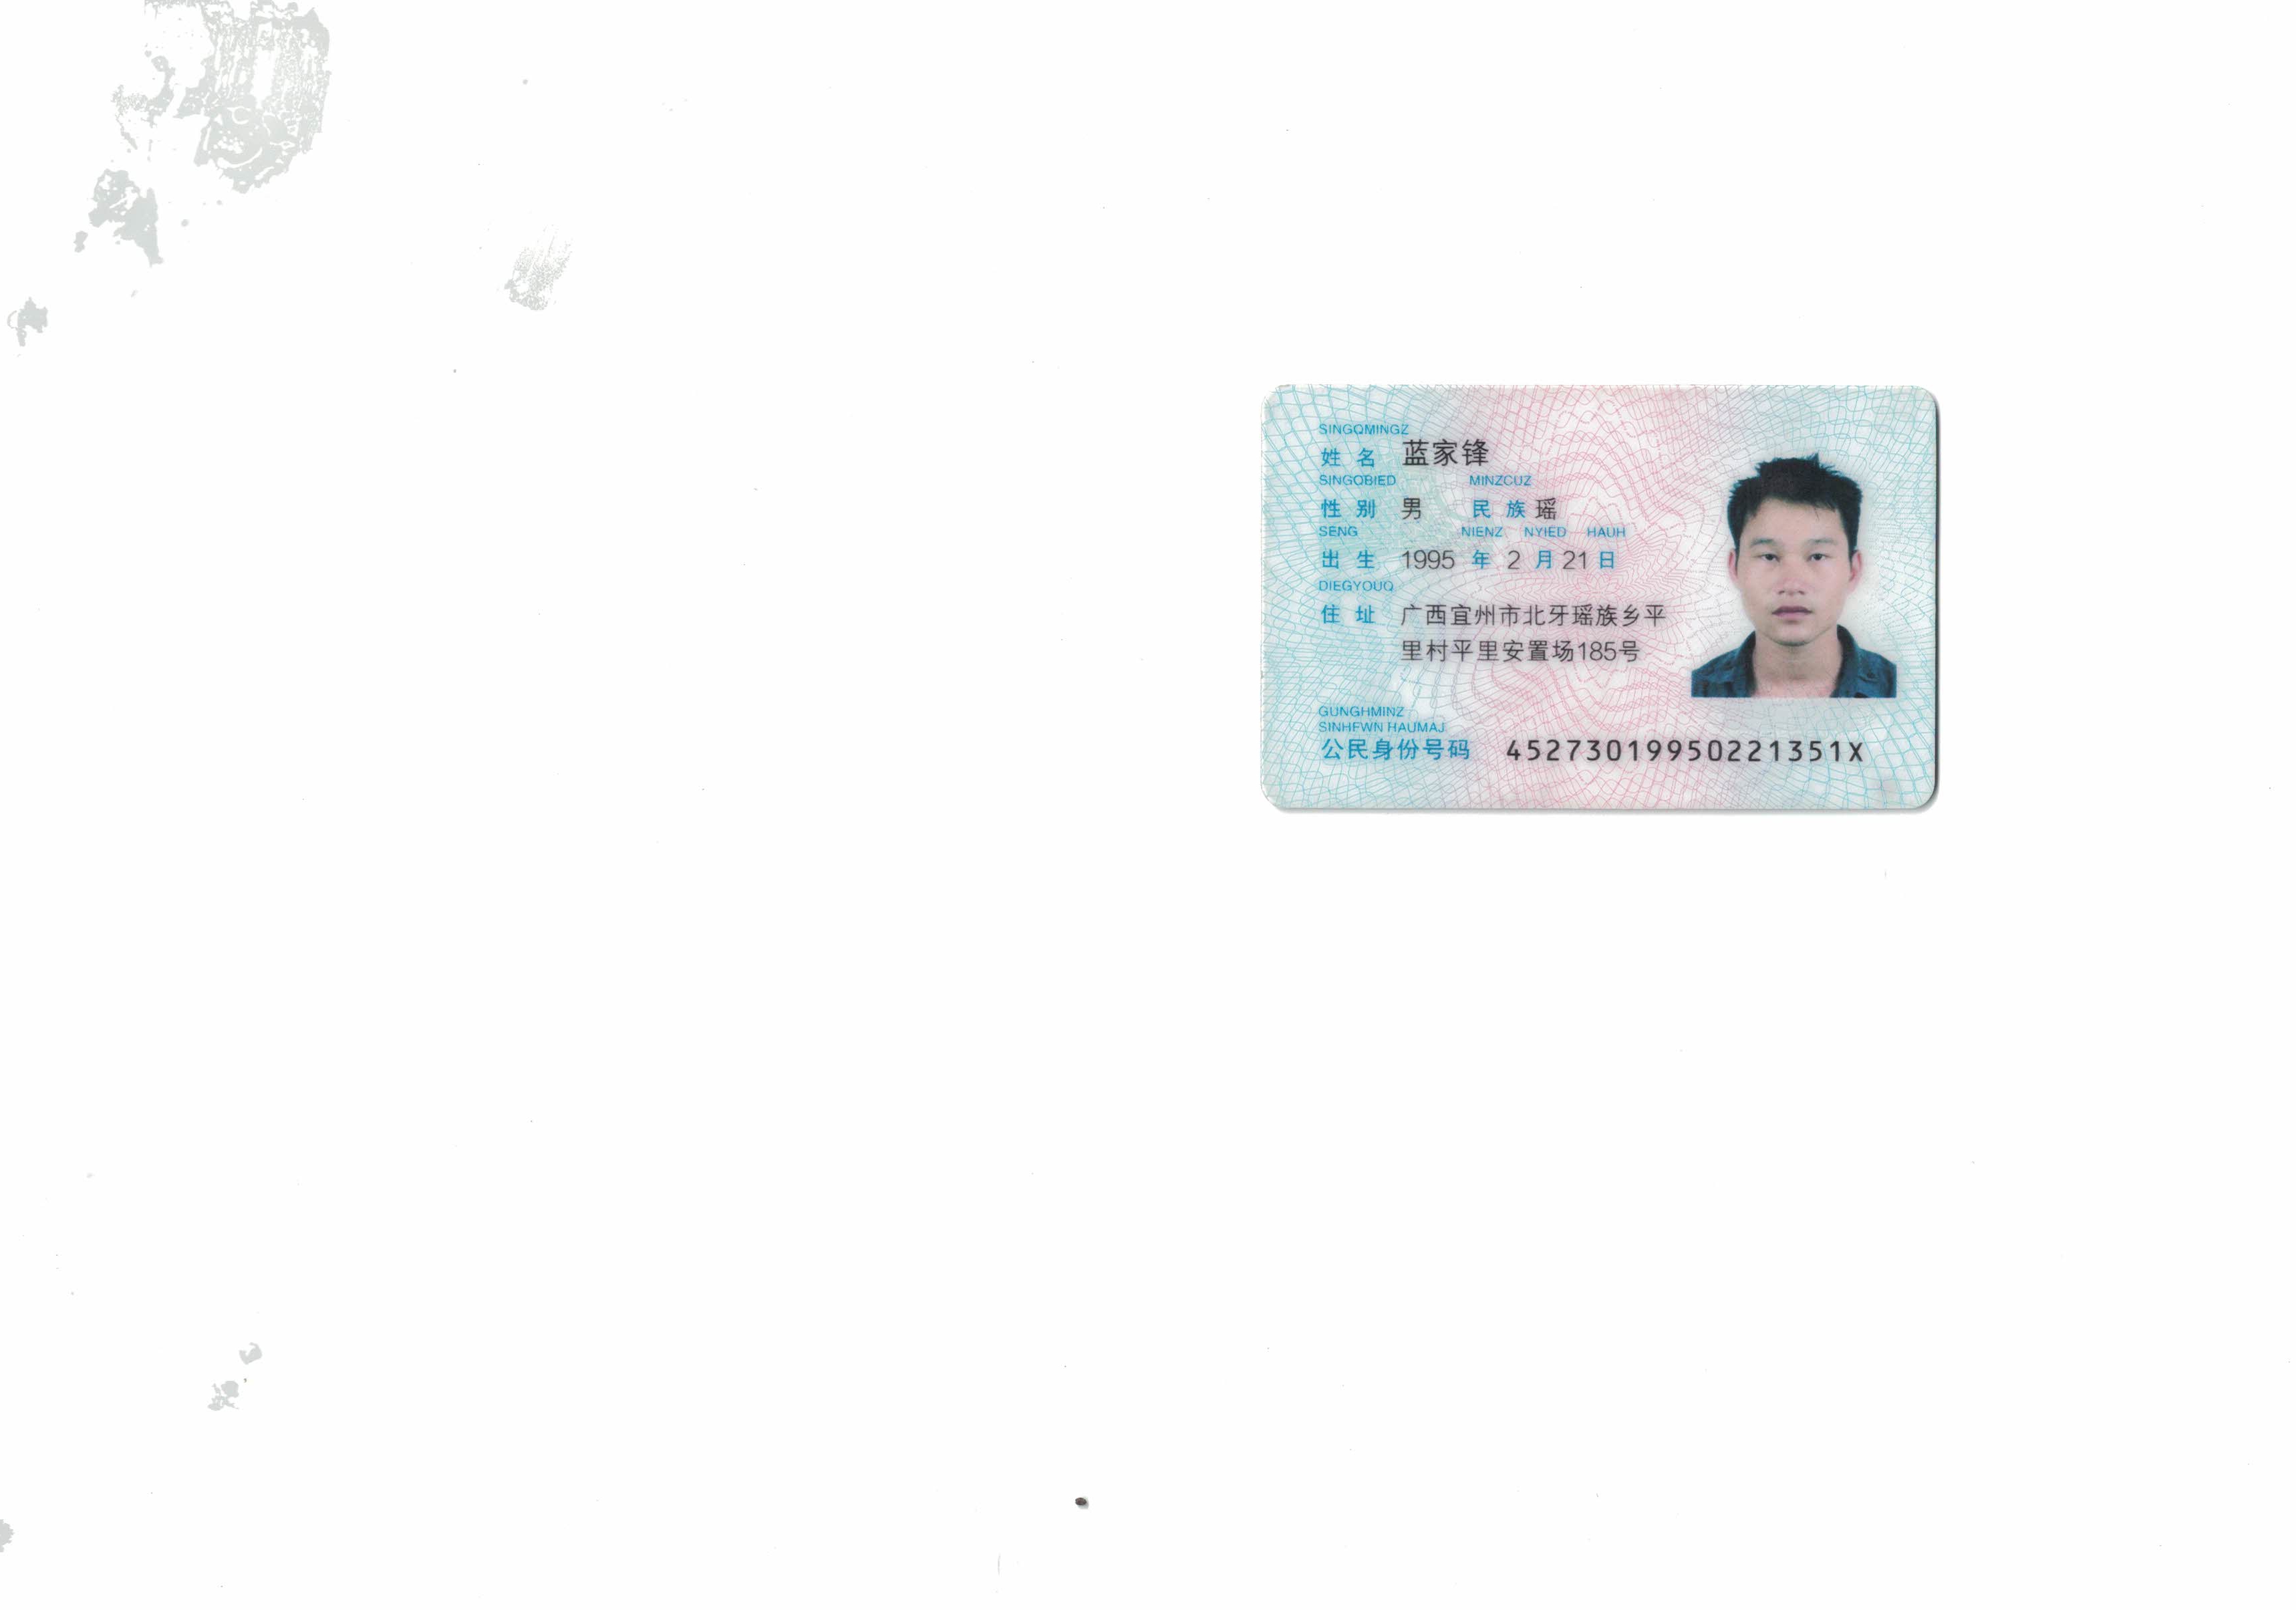 SINGQMINGZ
姓名 蓝家锋
SINGQBIED MINZCUZ
性别 男 民族 瑶
SENG NIENZ NYIED HAUH
出生 1995 年 2 月 21 日
DIEGYOUQ
住址 广西宜州市北牙瑶族乡平
里村平里安置场185号
GUNGHMINZ
SINHFWN HAUMAJ
公民身份号码 45273019950221351X